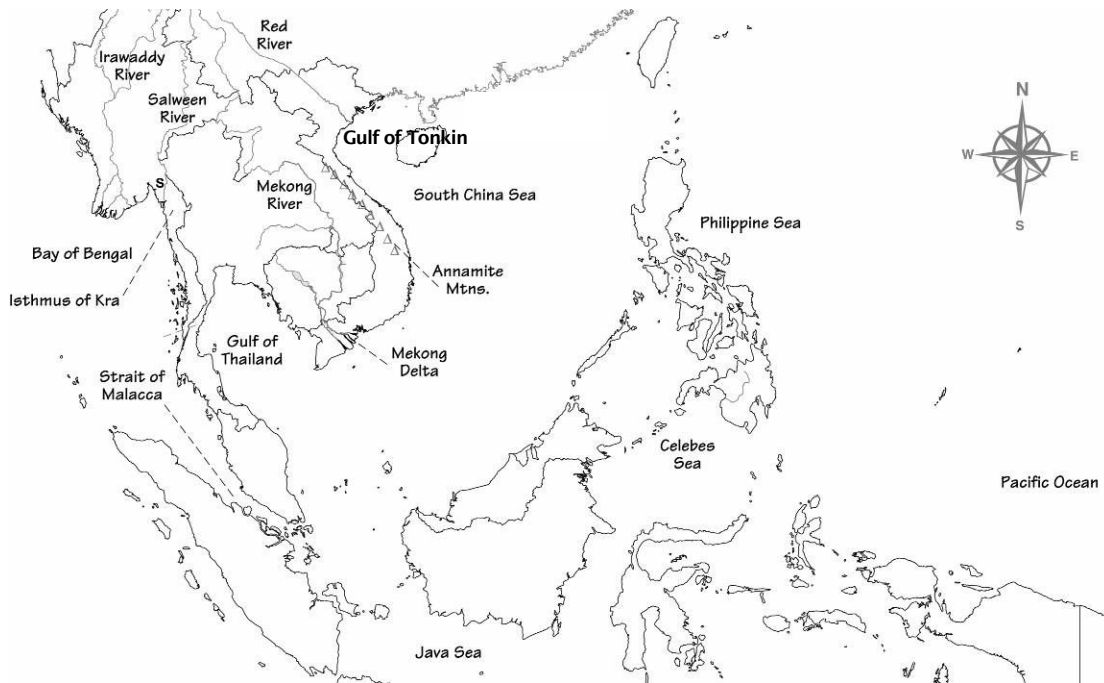 Red
River
Irawaddy
River
Salween
River
N
W
E
S
Gulf of Tonkin
S
Mekong
River
South China Sea
Philippine Sea
Bay of Bengal
Annamite
Mtns.
Isthmus of Kra
Gulf of
Thailand
Mekong
Delta
Strait of
Malacca
Celebes
Sea
Pacific Ocean
Java Sea